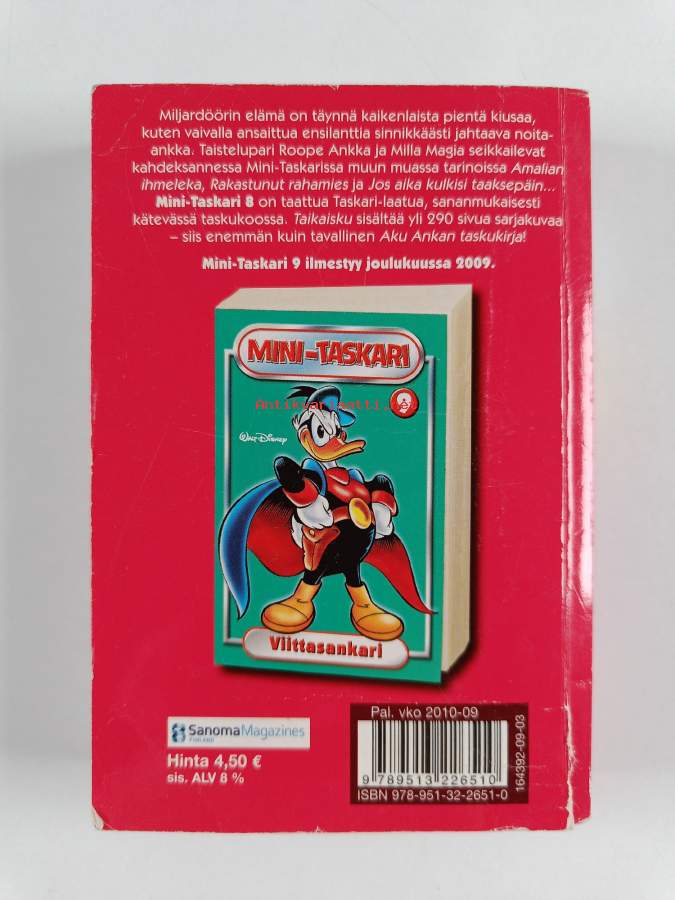 Miljardöörin elämä on täynnä kaikenlaista pientä kiusaa,
kuten vaivalla ansaittua ensilanttia sinnikkäästi jahtaava noita-
ankka. Taistelupari Roope Ankka ja Milla Magia seikkailevat
kahdeksannessa Mini-Taskarissa muun muassa tarinoissa Amalian
ihmeleka, Rakastunut rahamies ja Jos aika kulkisi taaksepäin...
Mini-Taskari 8 on taattua Taskari-laatua, sananmukaisesti
kätevässä taskukoossa. Taikaisku sisältää yli 290 sivua sarjakuvaa
– siis enemmän kuin tavallinen Aku Ankan taskukirja!
Mini-Taskari 9 ilmestyy joulukuussa 2009.
MINI-TASKARI
Antikvariaatti.net
Walt Disney
Viittasankari
SanomaMagazines
FINLAND
Hinta 4,50 €
sis. ALV 8 %
Pal. vko 2010-09
9 789513 226510
ISBN 978-951-32-2651-0
164392-09-03